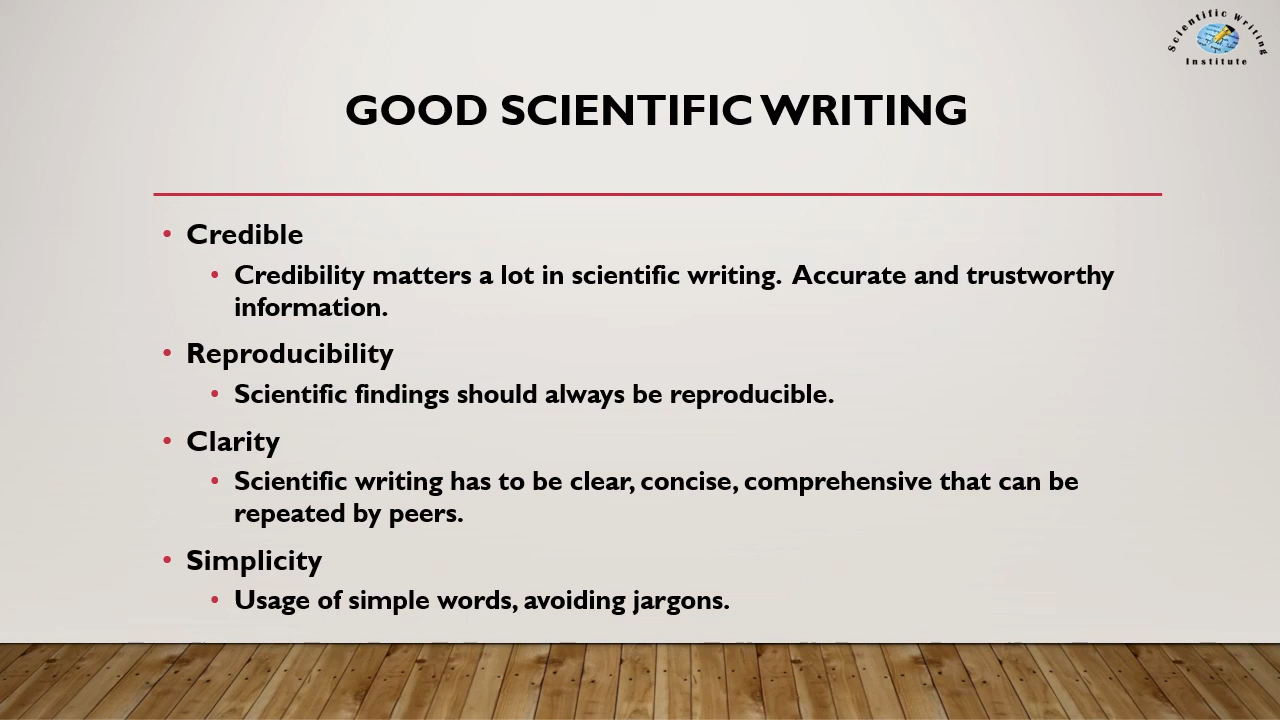 Scientific Writing
Institute
GOOD SCIENTIFIC WRITING
• Credible
• Credibility matters a lot in scientific writing.  Accurate and trustworthy
information.
• Reproducibility
• Scientific findings should always be reproducible.
• Clarity
• Scientific writing has to be clear, concise, comprehensive that can be
repeated by peers.
• Simplicity
• Usage of simple words, avoiding jargons.